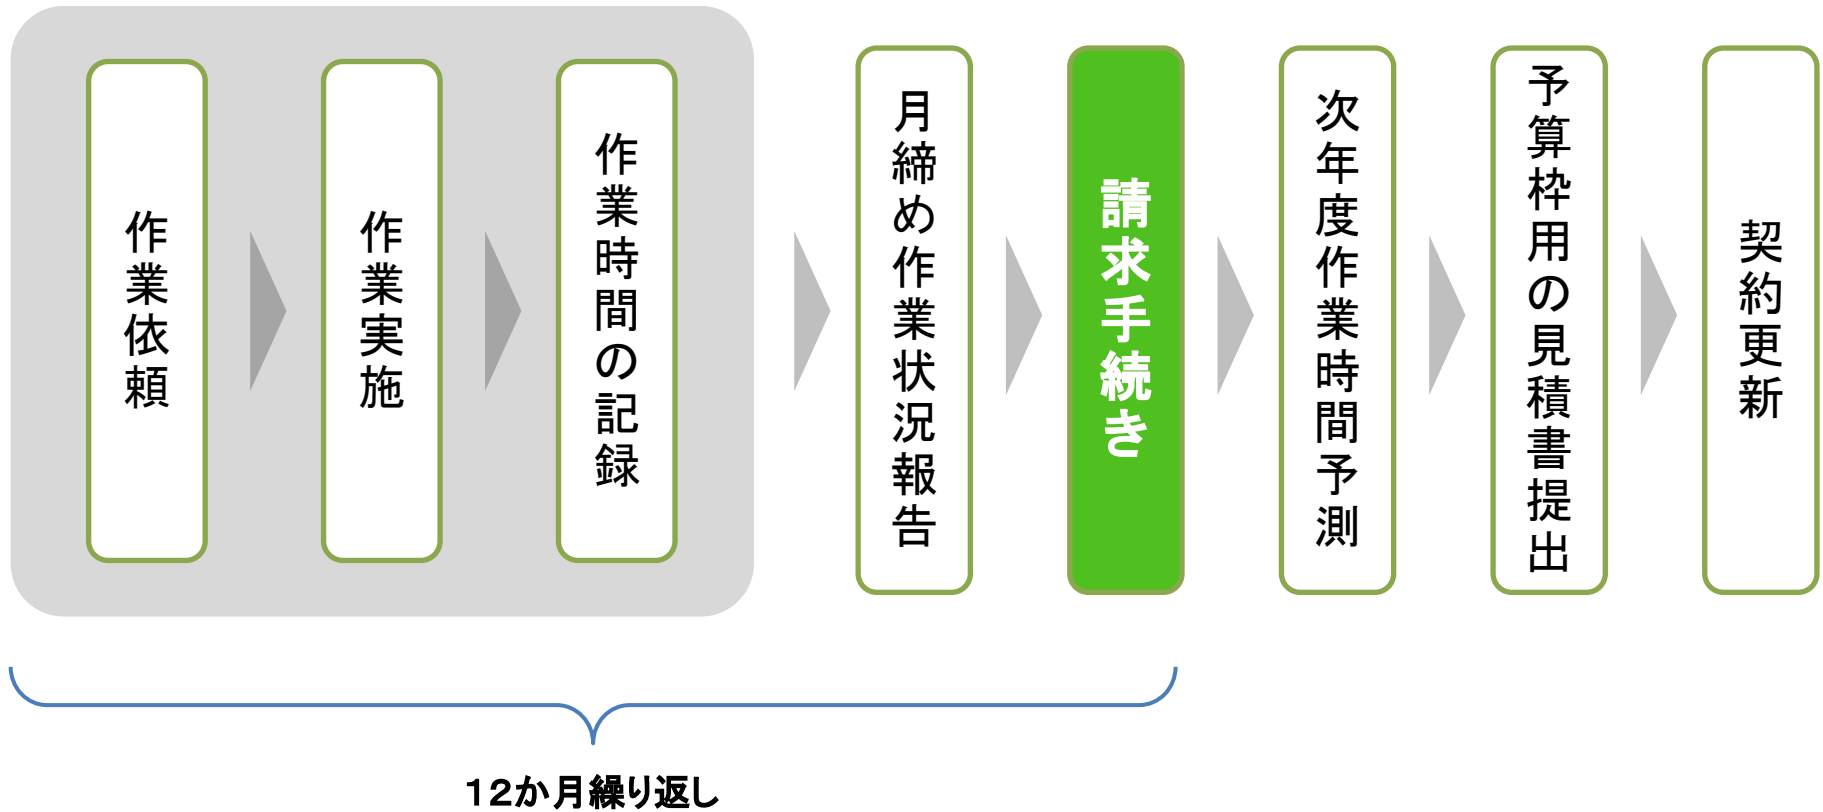 作業依頼
作業実施
作業時間の記録
月締め作業状況報告
請求手続き
次年度作業時間予測
予算枠用の見積書提出
契約更新
12か月繰り返し